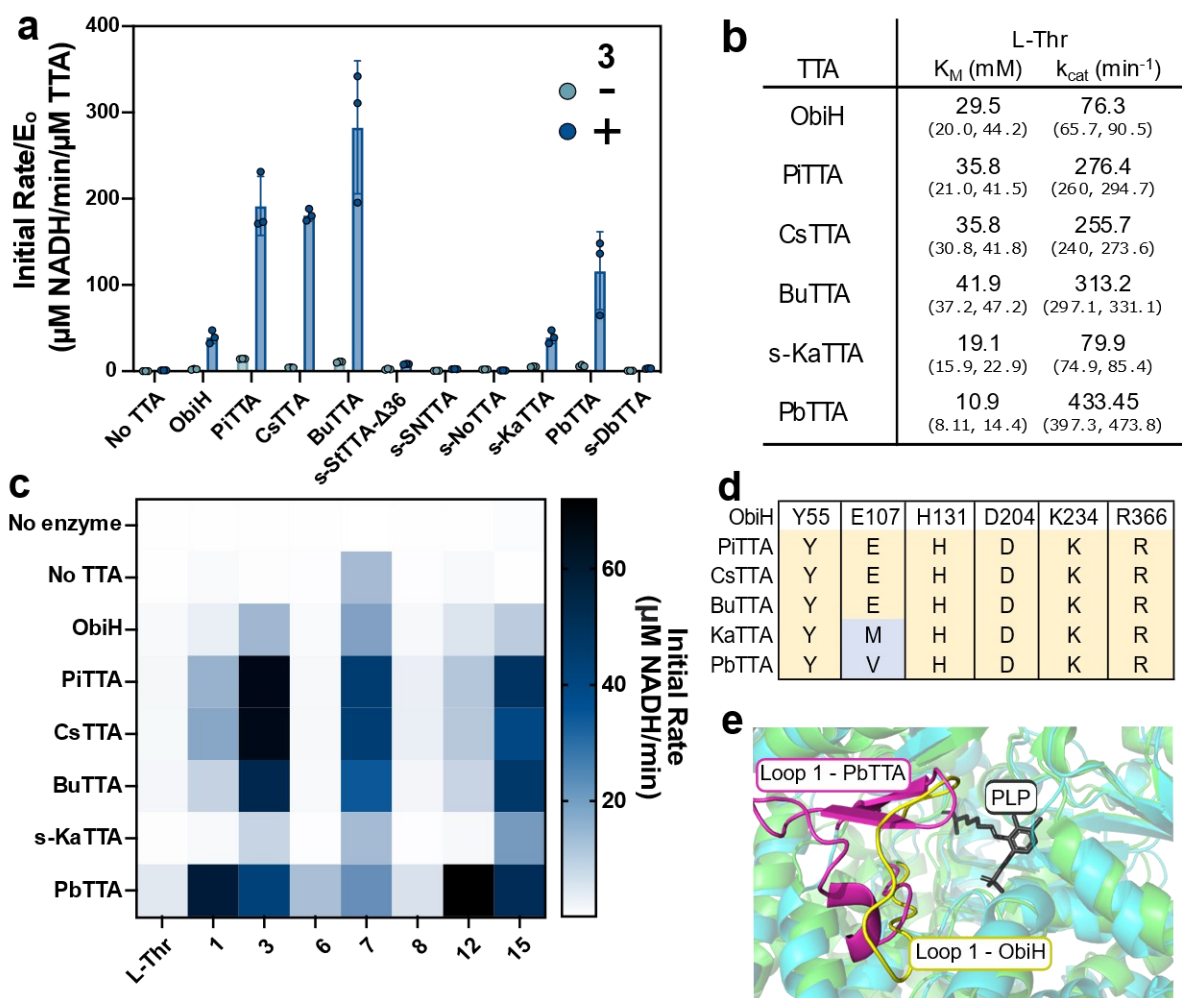 a
400
300
200
100
0
Initial Rate/E₀
(µM NADH/min/µM TTA)
3
-
+
No TTA
ObiH
PiTTA
CsTTA
BuTTA
s-StTTA-Δ36
s-SNTTA
s-NoTTA
s-KaTTA
PbTTA
s-DbTTA
b
L-Thr
TTA K_M (mM) k_cat (min⁻¹)
ObiH 29.5 76.3
(20.0, 44.2) (65.7, 90.5)
PiTTA 35.8 276.4
(21.0, 41.5) (260, 294.7)
CsTTA 35.8 255.7
(30.8, 41.8) (240, 273.6)
BuTTA 41.9 313.2
(37.2, 47.2) (297.1, 331.1)
s-KaTTA 19.1 79.9
(15.9, 22.9) (74.9, 85.4)
PbTTA 10.9 433.45
(8.11, 14.4) (397.3, 473.8)
c
No enzyme
No TTA
ObiH
PiTTA
CsTTA
BuTTA
s-KaTTA
PbTTA
L-Thr 1 3 6 7 8 12 15
60
40
20
Initial Rate
(µM NADH/min)
d
ObiH Y55 E107 H131 D204 K234 R366
PiTTA Y E H D K R
CsTTA Y E H D K R
BuTTA Y E H D K R
KaTTA Y M H D K R
PbTTA Y V H D K R
e
Loop 1 - PbTTA
PLP
Loop 1 - ObiH